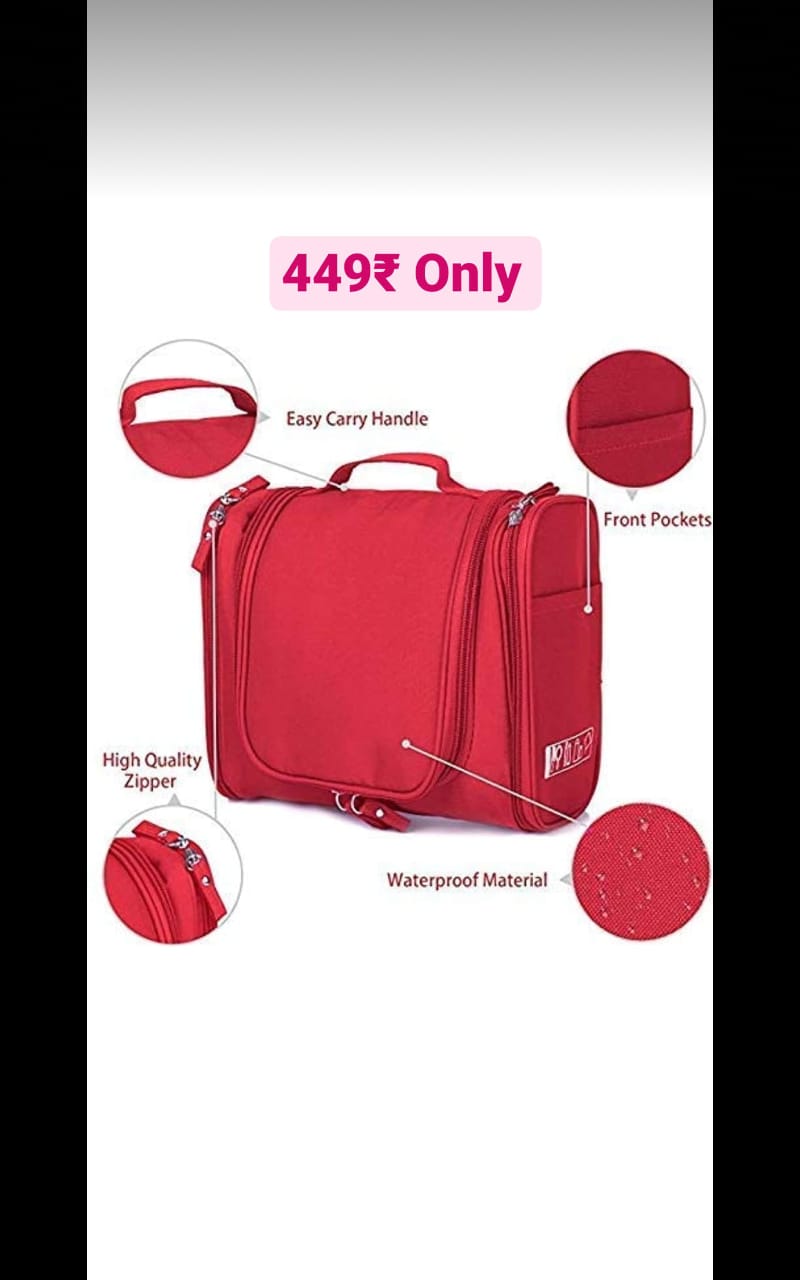 449₹ Only
Easy Carry Handle
Front Pockets
High Quality
Zipper
Waterproof Material